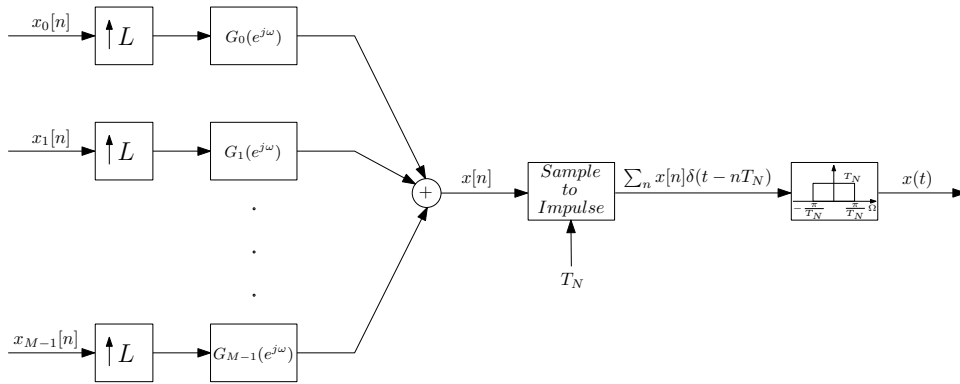 x_0[n]
↑L
G_0(e^{jω})
x_1[n]
↑L
G_1(e^{jω})
+
x[n]
Sample
to
Impulse
T_N
∑_n x[n]δ(t − nT_N)
T_N
−π/T_N
π/T_N
Ω
x(t)
x_{M−1}[n]
↑L
G_{M−1}(e^{jω})